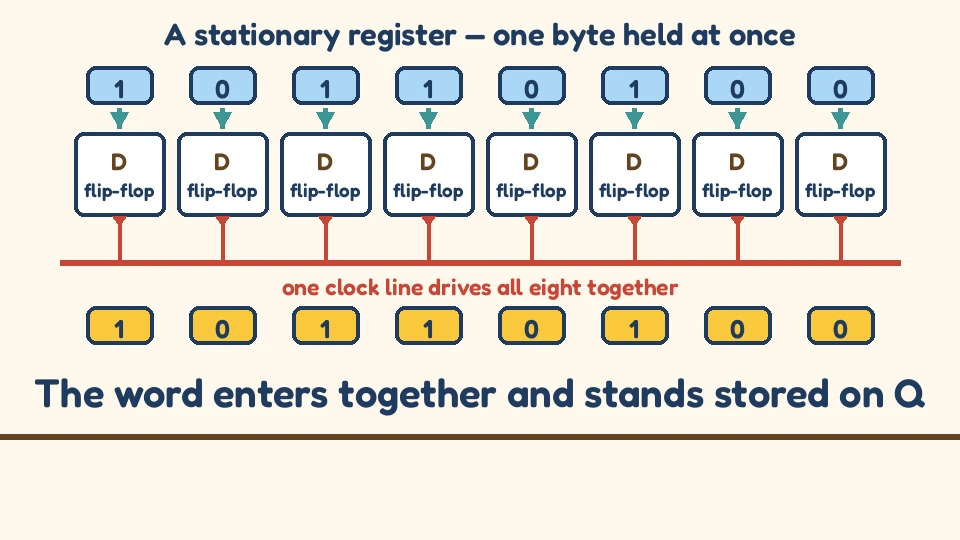 A stationary register — one byte held at once
1 0 1 1 0 1 0 0
D D D D D D D D
flip-flop flip-flop flip-flop flip-flop flip-flop flip-flop flip-flop flip-flop
one clock line drives all eight together
1 0 1 1 0 1 0 0
The word enters together and stands stored on Q